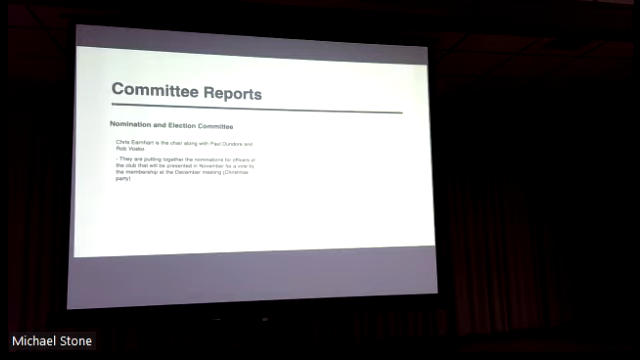 Committee Reports
Nomination and Election Committee
Chris Earnhart is the chair along with Paul Dundore and
Rob
- They are putting together the nominations for officers of
the club that will be presented in November for a vote by
the membership at the December meeting (Christmas
party)
Michael Stone